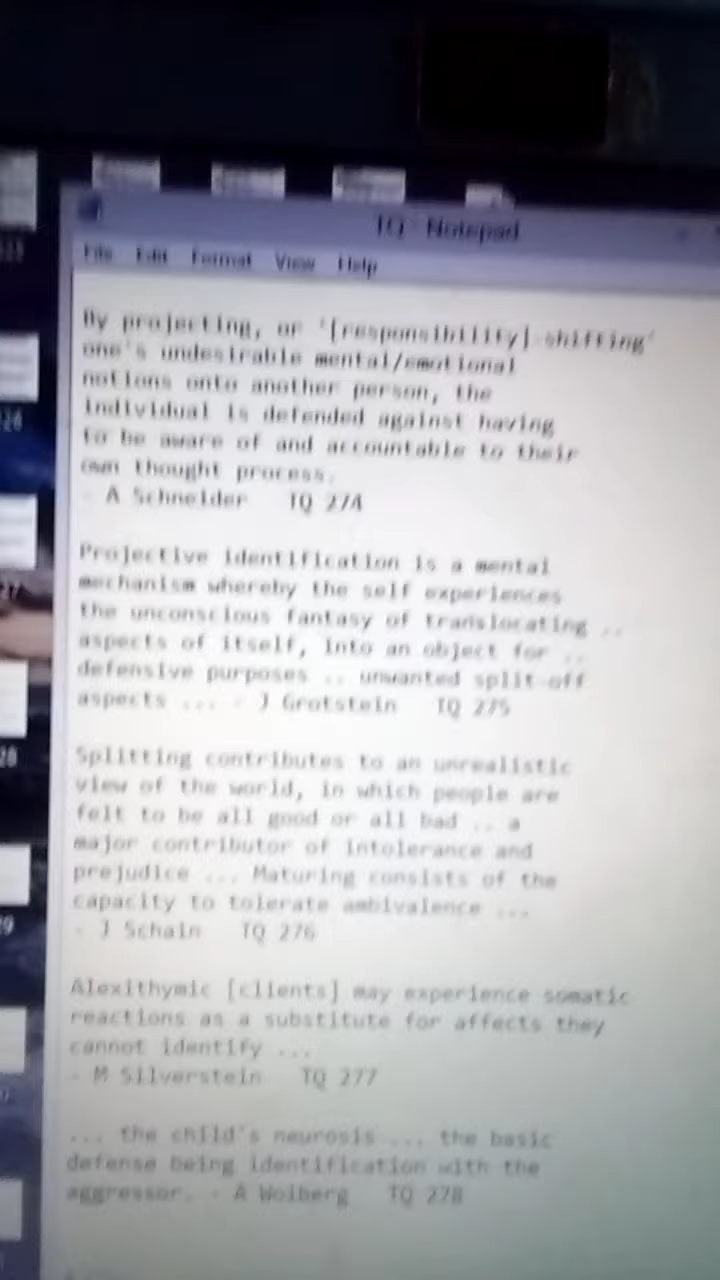 TQ - Notepad
File Edit Format View Help
By projecting, or '[responsibility]-shifting'
one's undesirable mental/emotional
notions onto another person, the
individual is defended against having
to be aware of and accountable to their
own thought process.
- A Schneider TQ 274
Projective identification is a mental
mechanism whereby the self experiences
the unconscious fantasy of translocating ..
aspects of itself, into an object for ..
defensive purposes .. unwanted split-off
aspects ... - J Grotstein TQ 275
Splitting contributes to an unrealistic
view of the world, in which people are
felt to be all good or all bad .. a
major contributor of intolerance and
prejudice ... Maturing consists of the
capacity to tolerate ambivalence ...
- J Schain TQ 276
Alexithymic [clients] may experience somatic
reactions as a substitute for affects they
cannot identify ...
- M Silverstein TQ 277
... the child's neurosis ... the basic
defense being identification with the
aggressor. - A Wolberg TQ 278
28